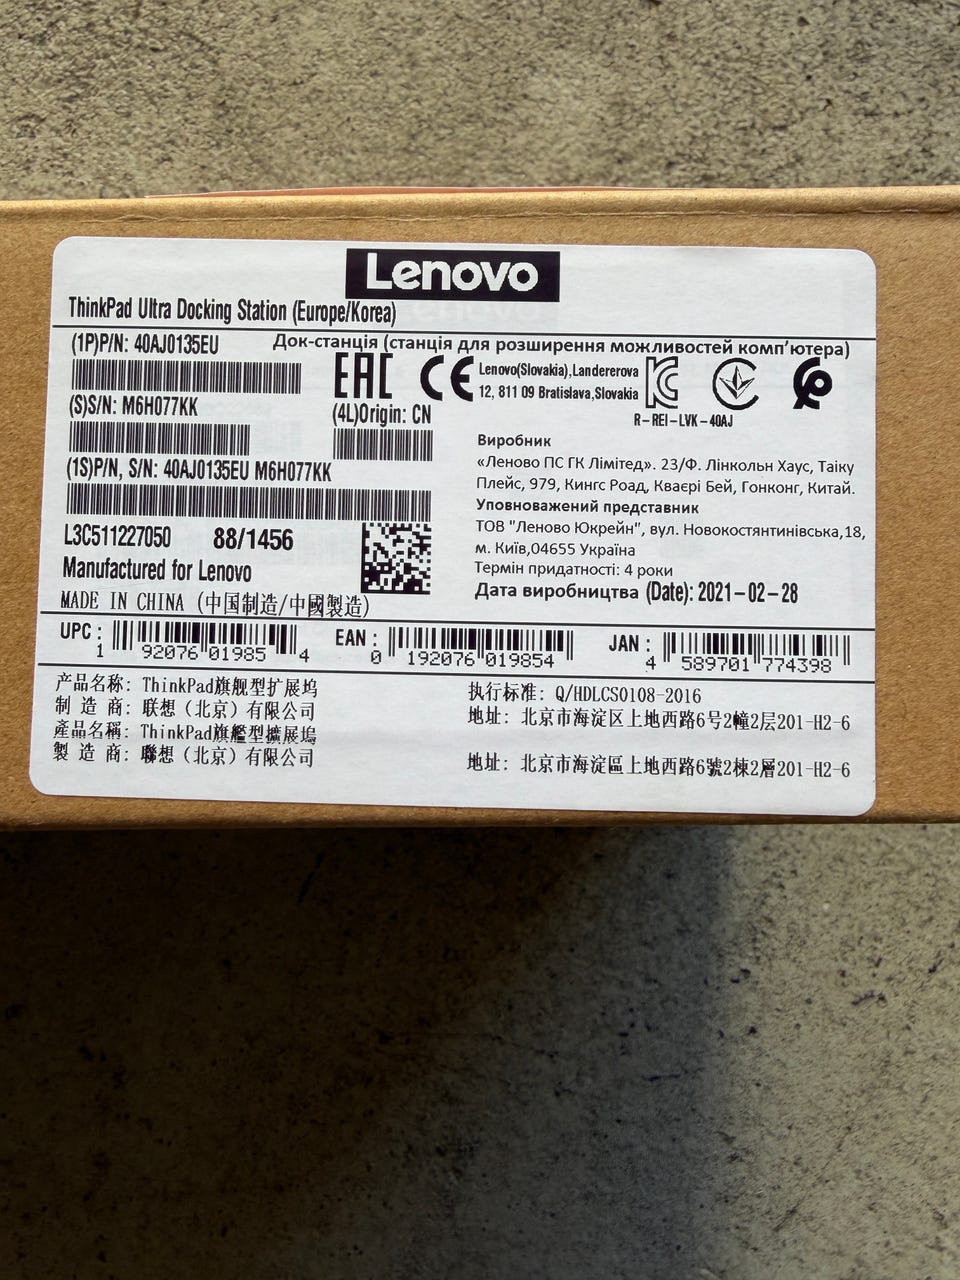 Lenovo
ThinkPad Ultra Docking Station (Europe/Korea)
(1P)P/N: 40AJ0135EU
Док-станція (станція для розширення можливостей комп'ютера)
EAC CE
Lenovo(Slovakia),Landererova
12, 811 09 Bratislava,Slovakia
R-REI-LVK-40AJ
(S)S/N: M6H077KK
(4L)Origin: CN
(1S)P/N, S/N: 40AJ0135EU M6H077KK
L3C511227050 88/1456
Manufactured for Lenovo
MADE IN CHINA (中国制造/中國製造)
Виробник
«Леново ПС ГК Лімітед». 23/Ф. Лінкольн Хаус, Таіку
Плейс, 979, Кингс Роад, Кваєрі Бей, Гонконг, Китай.
Уповноважений представник
ТОВ "Леново Юкрейн", вул. Новокостянтинівська,18,
м. Київ,04655 Україна
Термін придатності: 4 роки
Дата виробництва (Date): 2021-02-28
UPC: 1 92076 01985 4
EAN: 0 192076 019854
JAN: 4 589701 774398
产品名称: ThinkPad旗舰型扩展坞
制 造 商: 联想（北京）有限公司
產品名稱: ThinkPad旗艦型擴展塢
製 造 商: 聯想（北京）有限公司
执行标准: Q/HDLCS0108-2016
地址: 北京市海淀区上地西路6号2幢2层201-H2-6
地址: 北京市海淀區上地西路6號2棟2層201-H2-6